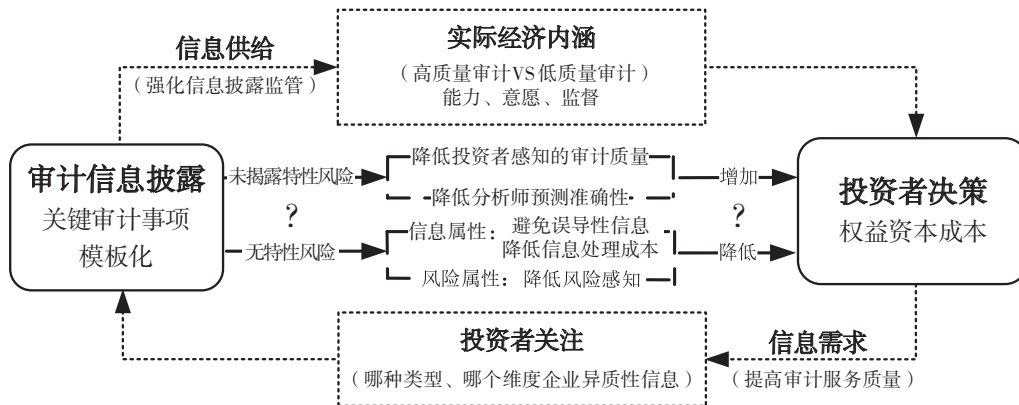 信息供给
（强化信息披露监管）
实际经济内涵
（高质量审计VS低质量审计）
能力、意愿、监督
审计信息披露
关键审计事项
模板化
未揭露特性风险
?
无特性风险
降低投资者感知的审计质量
降低分析师预测准确性
信息属性：避免误导性信息
降低信息处理成本
风险属性：降低风险感知
增加
?
降低
投资者决策
权益资本成本
投资者关注
（哪种类型、哪个维度企业异质性信息）
信息需求
（提高审计服务质量）